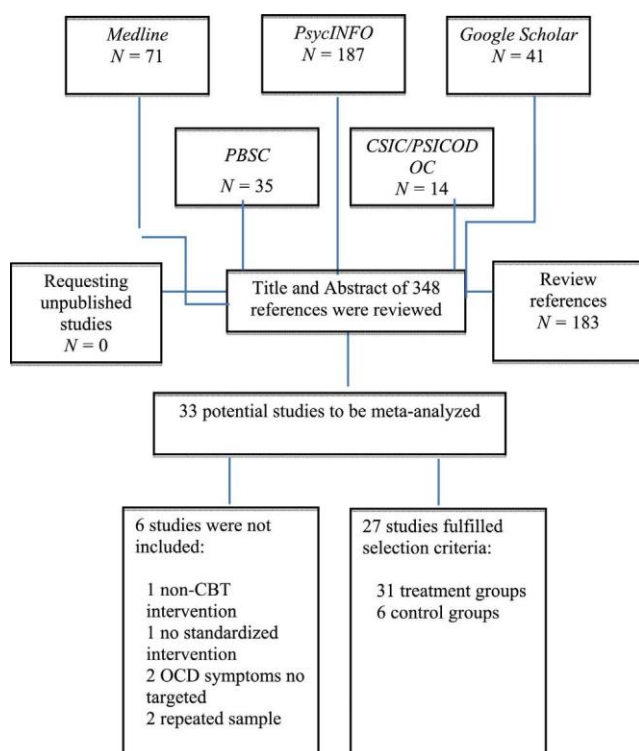 Medline
N = 71
PsycINFO
N = 187
Google Scholar
N = 41
PBSC
N = 35
CSIC/PSICOD
OC
N = 14
Requesting
unpublished
studies
N = 0
Title and Abstract of 348
references were reviewed
Review
references
N = 183
33 potential studies to be meta-analyzed
6 studies were not
included:
1 non-CBT
intervention
1 no standardized
intervention
2 OCD symptoms no
targeted
2 repeated sample
27 studies fulfilled
selection criteria:
31 treatment groups
6 control groups